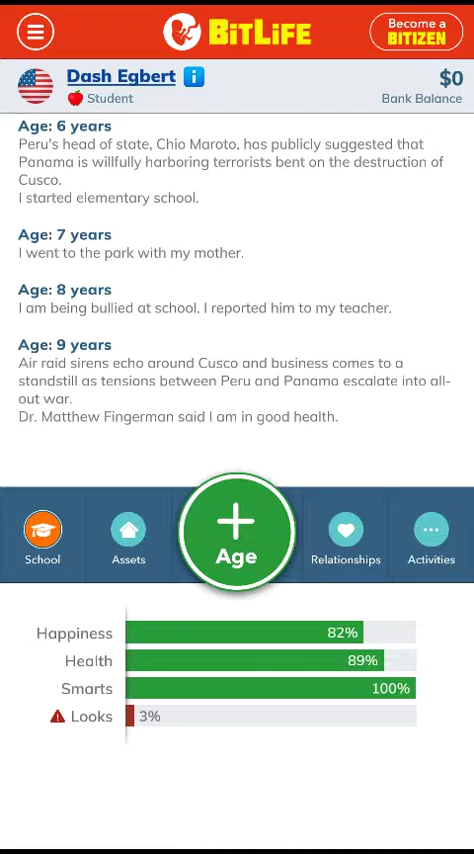 BITLIFE
Become a
BITIZEN
Dash Egbert i
Student
$0
Bank Balance
Age: 6 years
Peru's head of state, Chio Maroto, has publicly suggested that
Panama is willfully harboring terrorists bent on the destruction of
Cusco.
I started elementary school.
Age: 7 years
I went to the park with my mother.
Age: 8 years
I am being bullied at school. I reported him to my teacher.
Age: 9 years
Air raid sirens echo around Cusco and business comes to a
standstill as tensions between Peru and Panama escalate into all-
out war.
Dr. Matthew Fingerman said I am in good health.
School
Assets
Age
Relationships
Activities
Happiness 82%
Health 89%
Smarts 100%
Looks 3%